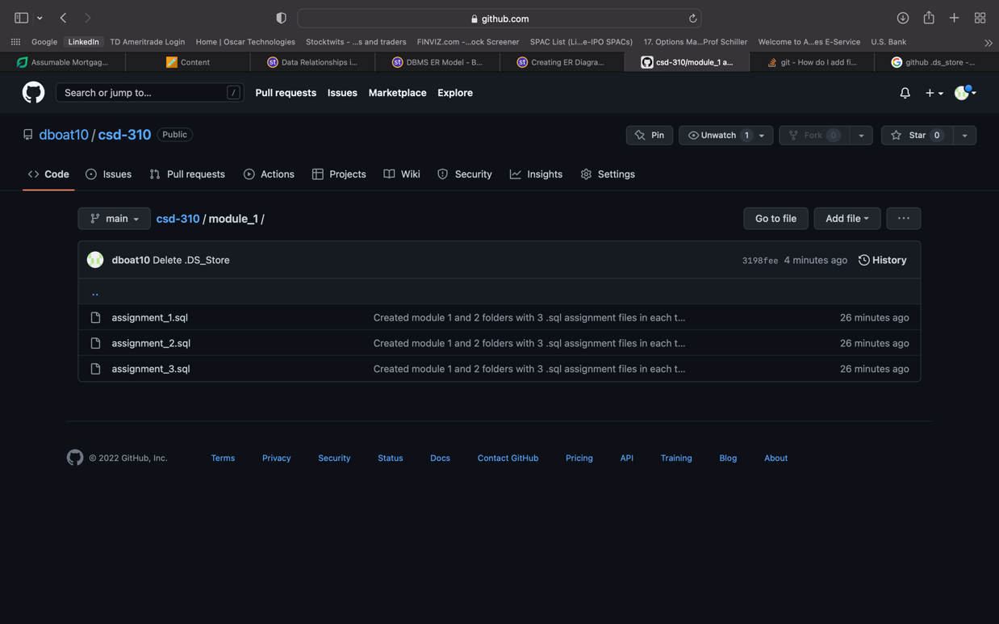 github.com
Google LinkedIn TD Ameritrade Login Home | Oscar Technologies Stocktwits - ...s and traders FINVIZ.com -...ock Screener SPAC List (Li...e-IPO SPACs) 17. Options Ma...Prof Schiller Welcome to A...es E-Service U.S. Bank
Assumable Mortgag... Content st Data Relationships i... st DBMS ER Model - B... st Creating ER Diagra... csd-310/module_1 a... git - How do I add fi... github .ds_store -...
Search or jump to... / Pull requests Issues Marketplace Explore
dboat10 / csd-310 Public Pin Unwatch 1 Fork 0 Star 0
Code Issues Pull requests Actions Projects Wiki Security Insights Settings
main csd-310 / module_1 / Go to file Add file ...
dboat10 Delete .DS_Store 3198fee 4 minutes ago History
..
assignment_1.sql Created module 1 and 2 folders with 3 .sql assignment files in each t... 26 minutes ago
assignment_2.sql Created module 1 and 2 folders with 3 .sql assignment files in each t... 26 minutes ago
assignment_3.sql Created module 1 and 2 folders with 3 .sql assignment files in each t... 26 minutes ago
© 2022 GitHub, Inc. Terms Privacy Security Status Docs Contact GitHub Pricing API Training Blog About